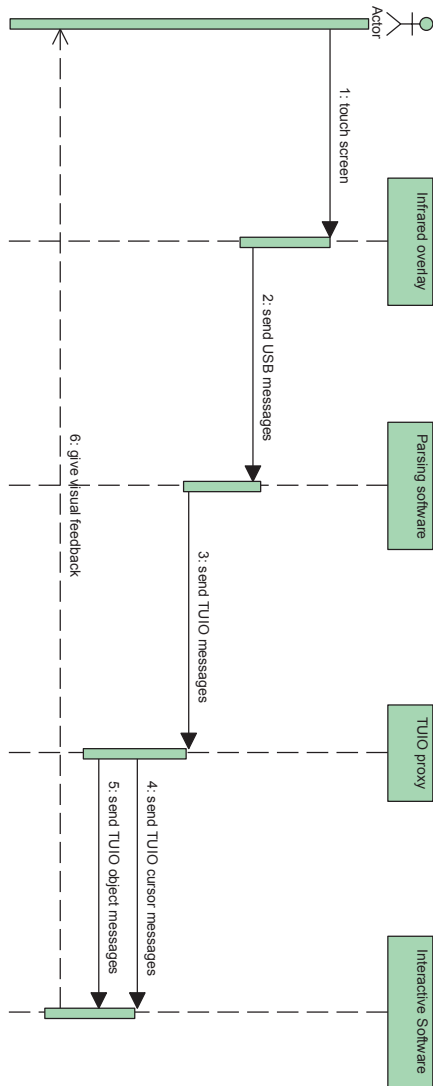 Actor
Infrared overlay
Parsing software
TUIO proxy
Interactive Software
1: touch screen
2: send USB messages
3: send TUIO messages
4: send TUIO cursor messages
5: send TUIO object messages
6: give visual feedback